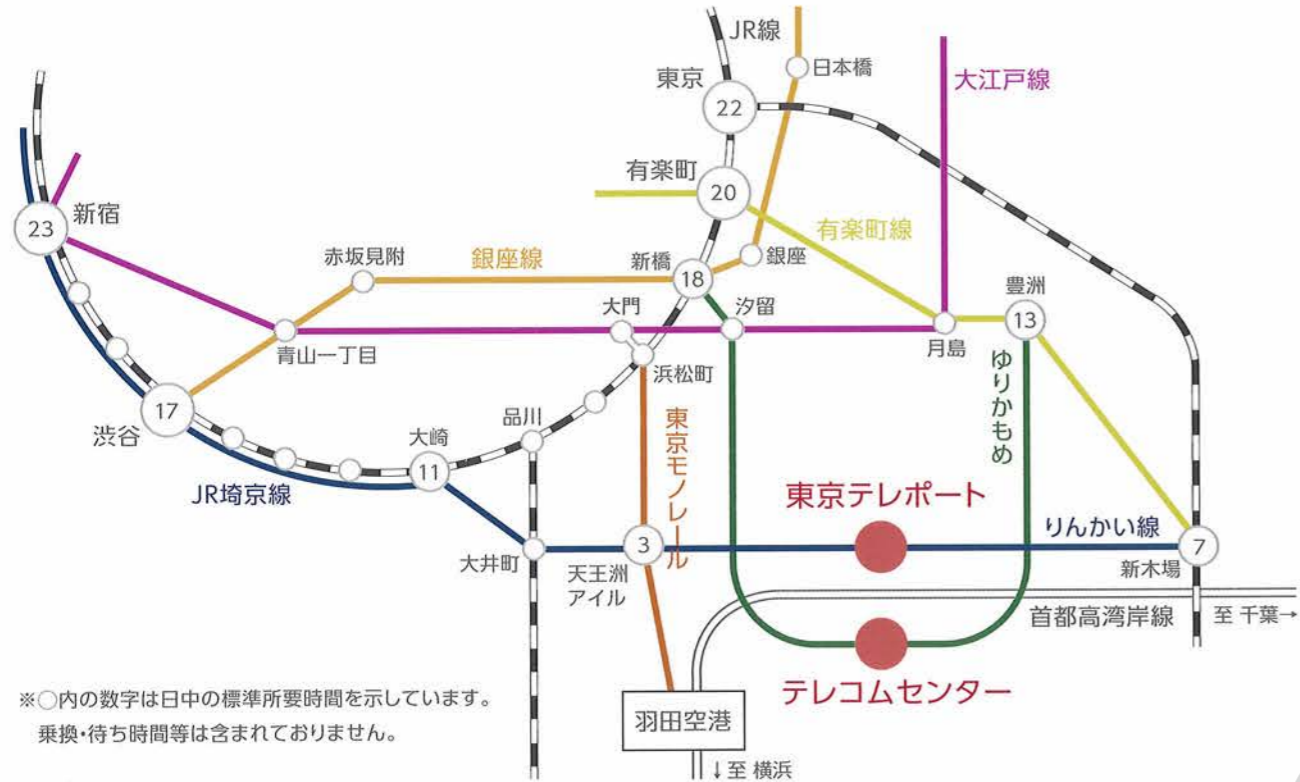 JR線
日本橋
東京
22
大江戸線
有楽町
20
有楽町線
新宿
23
赤坂見附
銀座線
新橋
18
銀座
大門
汐留
豊洲
13
青山一丁目
浜松町
月島
17
渋谷
品川
大崎
11
東京モノレール
ゆりかもめ
JR埼京線
東京テレポート
りんかい線
大井町
3
天王洲
アイル
7
新木場
首都高湾岸線
至 千葉→
テレコムセンター
※○内の数字は日中の標準所要時間を示しています。
乗換・待ち時間等は含まれておりません。
羽田空港
↓至 横浜